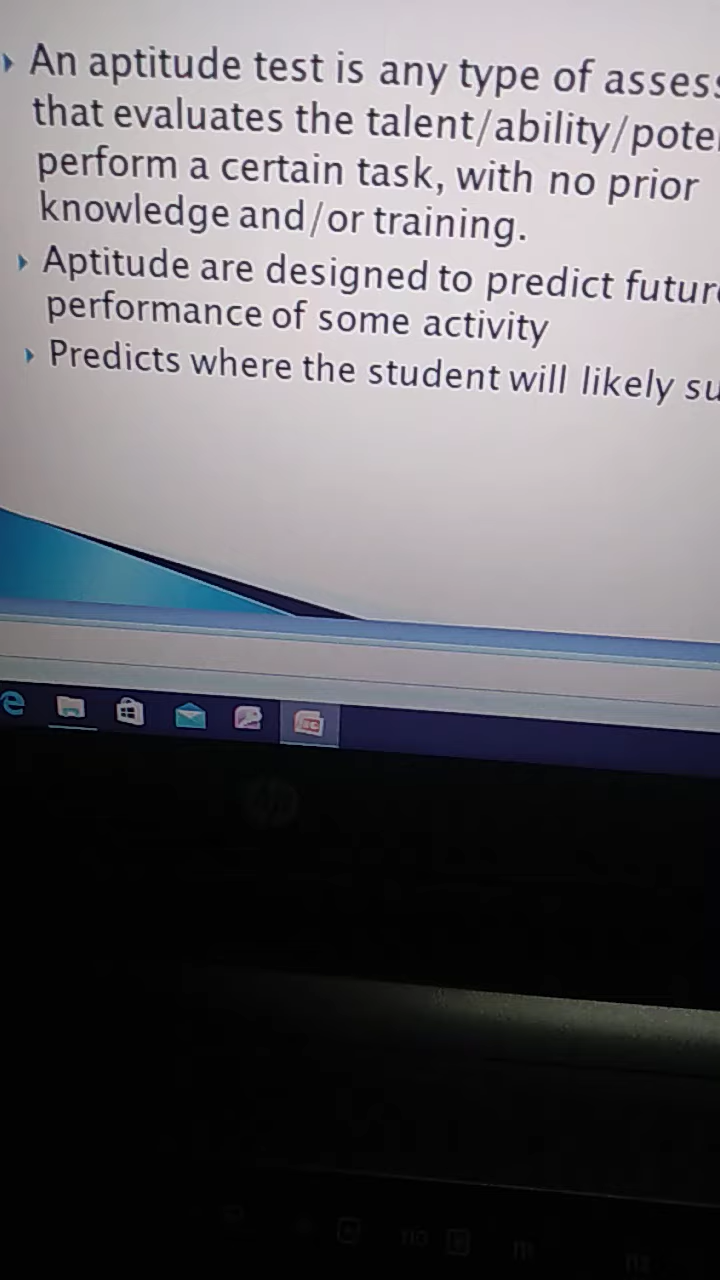 An aptitude test is any type of assess
that evaluates the talent/ability/pote
perform a certain task, with no prior
knowledge and/or training.
Aptitude are designed to predict futur
performance of some activity
Predicts where the student will likely su
hp